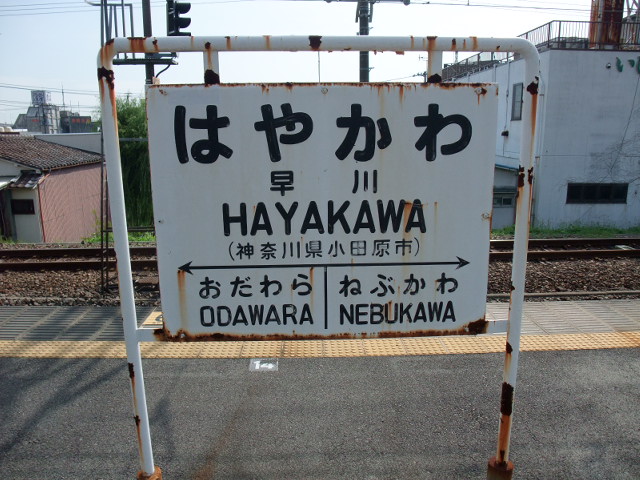 はやかわ
早川
HAYAKAWA
(神奈川県小田原市)
おだわら ねぶかわ
ODAWARA NEBUKAWA
14